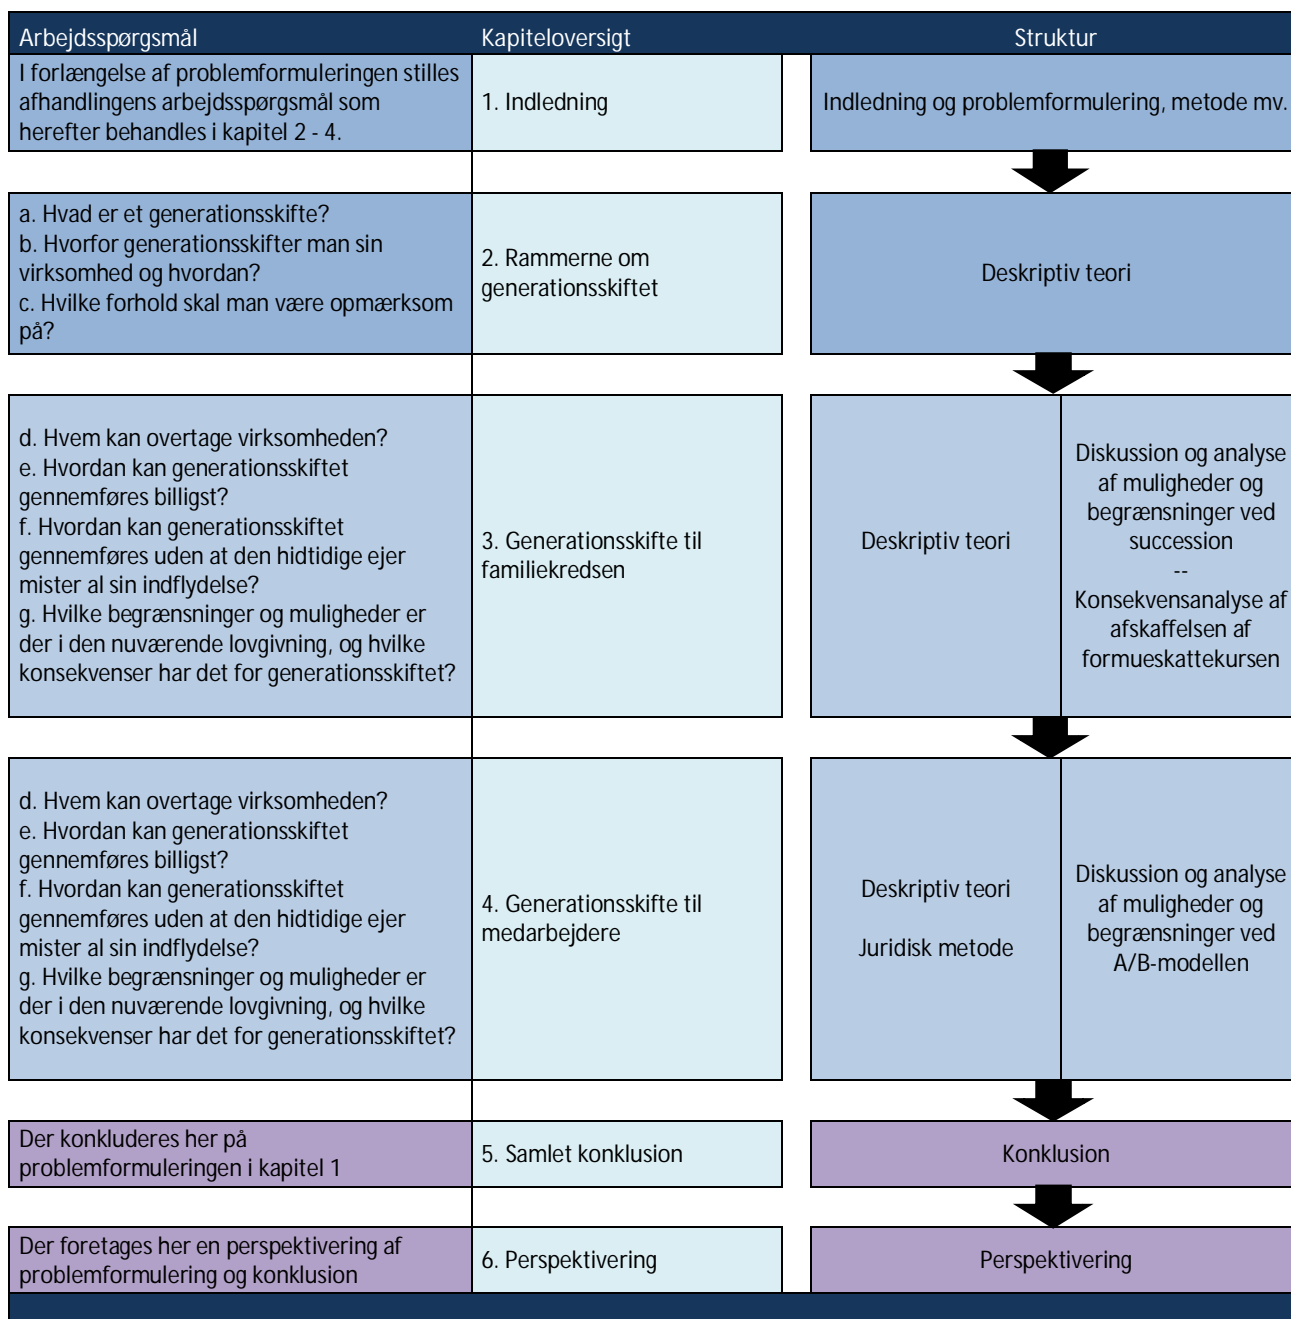 Arbejdsspørgsmål
Kapiteloversigt
Struktur
I forlængelse af problemformuleringen stilles
afhandlingens arbejdsspørgsmål som
herefter behandles i kapitel 2 - 4.
1. Indledning
Indledning og problemformulering, metode mv.
a. Hvad er et generationsskifte?
b. Hvorfor generationsskifter man sin
virksomhed og hvordan?
c. Hvilke forhold skal man være opmærksom
på?
2. Rammerne om
generationsskiftet
Deskriptiv teori
d. Hvem kan overtage virksomheden?
e. Hvordan kan generationsskiftet
gennemføres billigst?
f. Hvordan kan generationsskiftet
gennemføres uden at den hidtidige ejer
mister al sin indflydelse?
g. Hvilke begrænsninger og muligheder er
der i den nuværende lovgivning, og hvilke
konsekvenser har det for generationsskiftet?
3. Generationsskifte til
familiekredsen
Deskriptiv teori
Diskussion og analyse
af muligheder og
begrænsninger ved
succession
--
Konsekvensanalyse af
afskaffelsen af
formueskattekursen
d. Hvem kan overtage virksomheden?
e. Hvordan kan generationsskiftet
gennemføres billigst?
f. Hvordan kan generationsskiftet
gennemføres uden at den hidtidige ejer
mister al sin indflydelse?
g. Hvilke begrænsninger og muligheder er
der i den nuværende lovgivning, og hvilke
konsekvenser har det for generationsskiftet?
4. Generationsskifte til
medarbejdere
Deskriptiv teori
Juridisk metode
Diskussion og analyse
af muligheder og
begrænsninger ved
A/B-modellen
Der konkluderes her på
problemformuleringen i kapitel 1
5. Samlet konklusion
Konklusion
Der foretages her en perspektivering af
problemformulering og konklusion
6. Perspektivering
Perspektivering